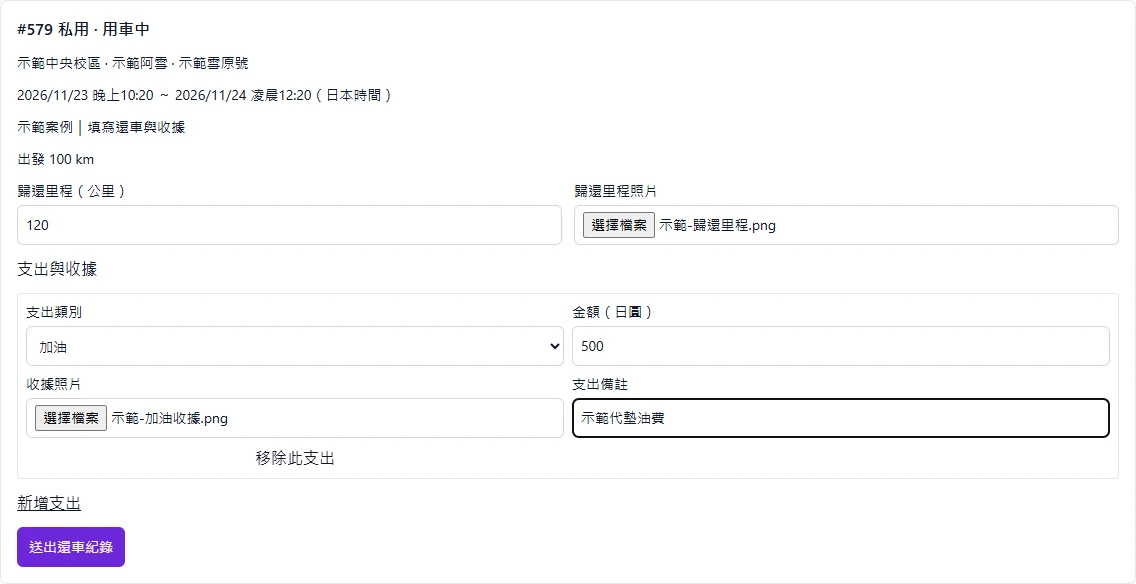 #579 私用 · 用車中
示範中央校區 · 示範阿雪 · 示範雪原號
2026/11/23 晚上10:20 ～ 2026/11/24 凌晨12:20（日本時間）
示範案例｜填寫還車與收據
出發 100 km
歸還里程（公里）
120
歸還里程照片
選擇檔案 示範-歸還里程.png
支出與收據
支出類別
加油
金額（日圓）
500
收據照片
選擇檔案 示範-加油收據.png
支出備註
示範代墊油費
移除此支出
新增支出
送出還車紀錄